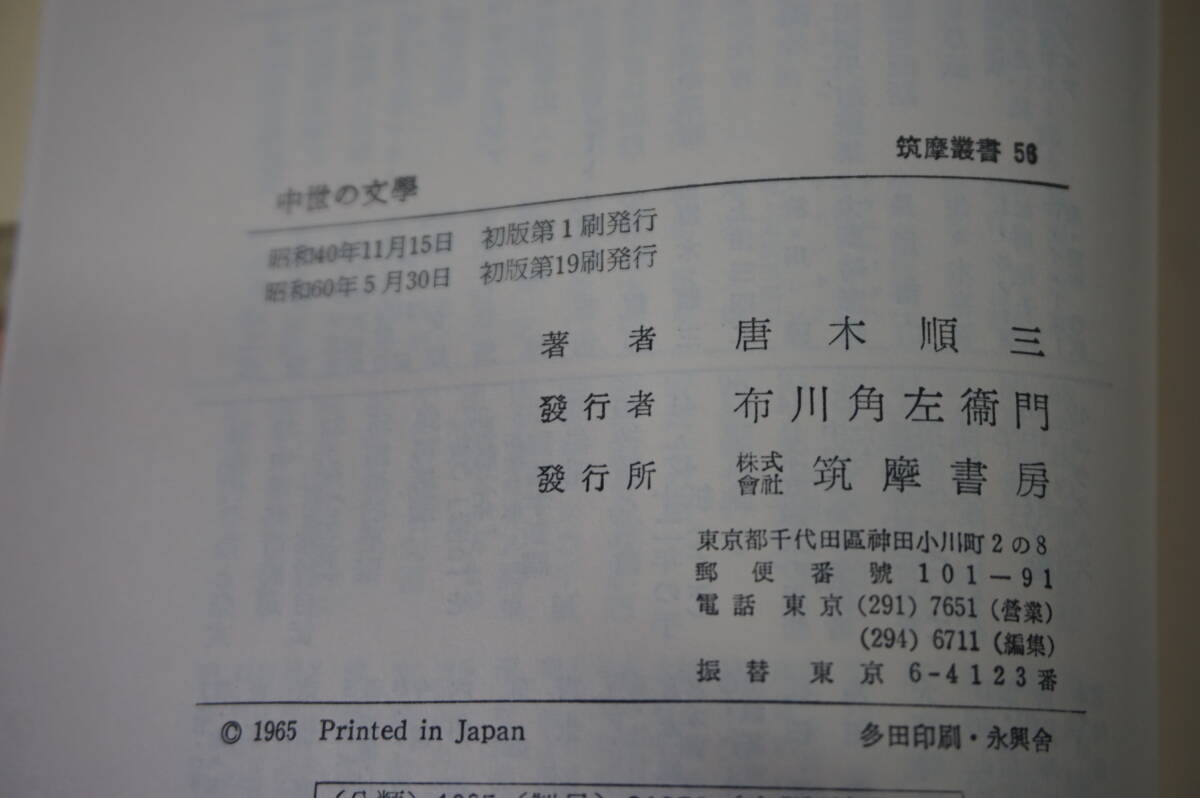 筑摩叢書 56
中世の文學
昭和40年11月15日 初版第1刷発行
昭和60年5月30日 初版第19刷発行
著者 唐木順三
發行者 布川角左衞門
發行所 株式會社 筑摩書房
東京都千代田區神田小川町2の8
郵便番號 101-91
電話 東京 (291) 7651 (営業)
(294) 6711 (編集)
振替 東京 6-4123番
© 1965 Printed in Japan 多田印刷・永興舍